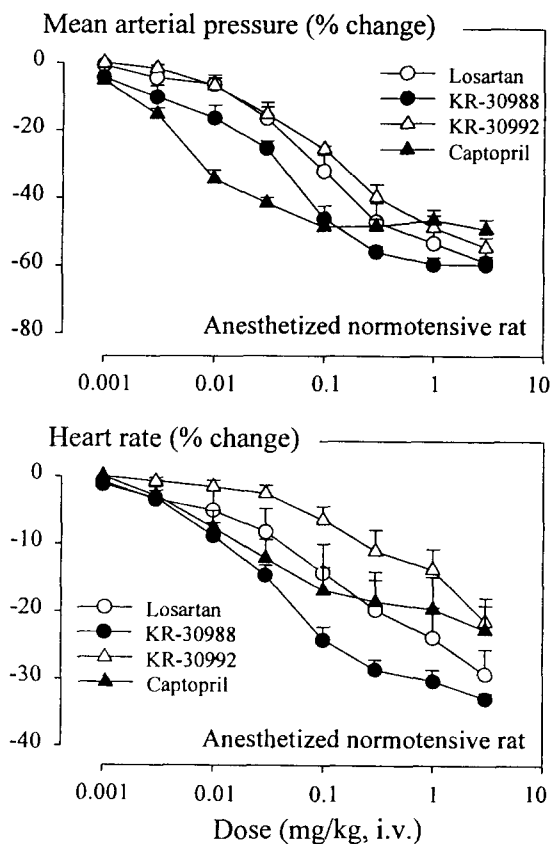 Mean arterial pressure (% change)
0
-20
-40
-60
-80
Losartan
KR-30988
KR-30992
Captopril
Anesthetized normotensive rat
0.001 0.01 0.1 1 10
Heart rate (% change)
0
-10
-20
-30
-40
Losartan
KR-30988
KR-30992
Captopril
Anesthetized normotensive rat
0.001 0.01 0.1 1 10
Dose (mg/kg, i.v.)